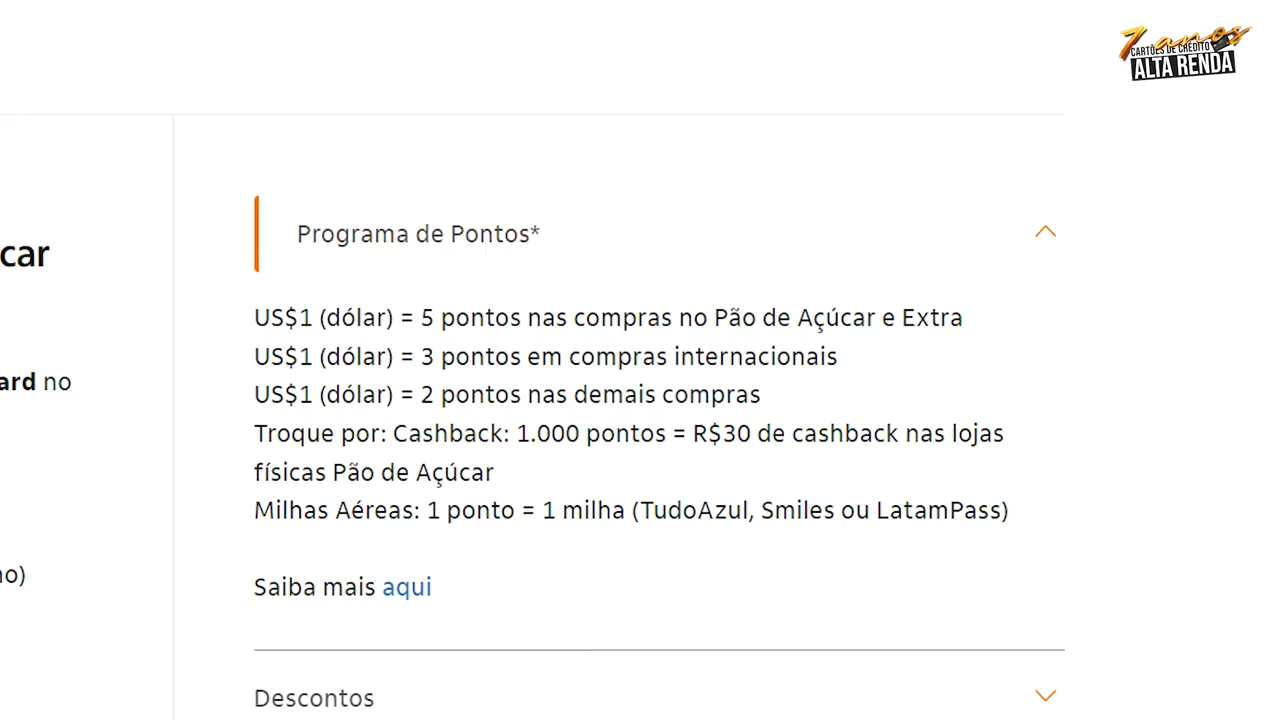 7 anos
CARTÕES DE CRÉDITO
ALTA RENDA
Programa de Pontos*
car
US$1 (dólar) = 5 pontos nas compras no Pão de Açúcar e Extra
US$1 (dólar) = 3 pontos em compras internacionais
ard no
US$1 (dólar) = 2 pontos nas demais compras
Troque por: Cashback: 1.000 pontos = R$30 de cashback nas lojas
físicas Pão de Açúcar
Milhas Aéreas: 1 ponto = 1 milha (TudoAzul, Smiles ou LatamPass)
no)
Saiba mais aqui
Descontos